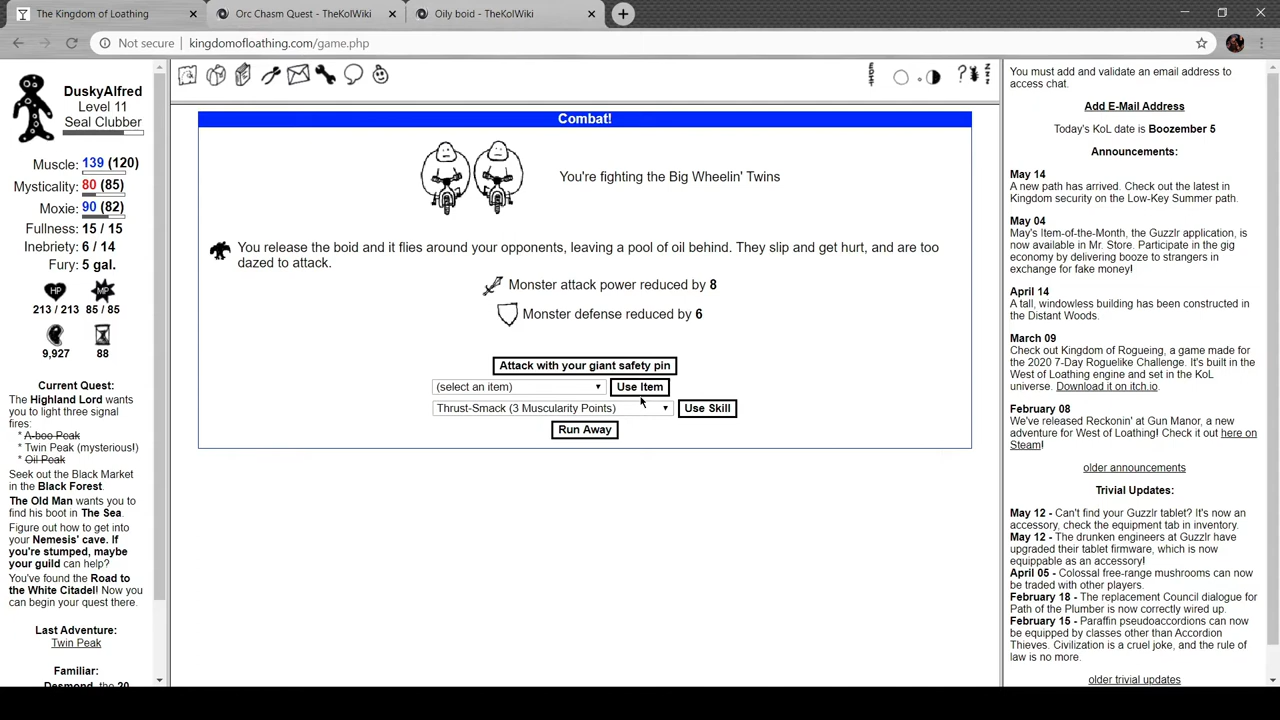 The Kingdom of Loathing
Orc Chasm Quest - TheKolWiki
Oily boid - TheKolWiki
Not secure | kingdomofloathing.com/game.php
DuskyAlfred
Level 11
Seal Clubber
Muscle: 139 (120)
Mysticality: 80 (85)
Moxie: 90 (82)
Fullness: 15 / 15
Inebriety: 6 / 14
Fury: 5 gal.
HP MP
213 / 213 85 / 85
9,927 88
Current Quest:
The Highland Lord wants
you to light three signal
fires:
* A-boo Peak
* Twin Peak (mysterious!)
* Oil Peak
Seek out the Black Market
in the Black Forest.
The Old Man wants you to
find his boot in The Sea.
Figure out how to get into
your Nemesis' cave. If
you're stumped, maybe
your guild can help?
You've found the Road to
the White Citadel! Now you
can begin your quest there.
Last Adventure:
Twin Peak
Familiar:
Desmond, the 20
Combat!
You're fighting the Big Wheelin' Twins
You release the boid and it flies around your opponents, leaving a pool of oil behind. They slip and get hurt, and are too
dazed to attack.
Monster attack power reduced by 8
Monster defense reduced by 6
Attack with your giant safety pin
(select an item) Use Item
Thrust-Smack (3 Muscularity Points) Use Skill
Run Away
You must add and validate an email address to
access chat.
Add E-Mail Address
Today's KoL date is Boozember 5
Announcements:
May 14
A new path has arrived. Check out the latest in
Kingdom security on the Low-Key Summer path.
May 04
May's Item-of-the-Month, the Guzzlr application, is
now available in Mr. Store. Participate in the gig
economy by delivering booze to strangers in
exchange for fake money!
April 14
A tall, windowless building has been constructed in
the Distant Woods.
March 09
Check out Kingdom of Rogueing, a game made for
the 2020 7-Day Roguelike Challenge. It's built in the
West of Loathing engine and set in the KoL
universe. Download it on itch.io.
February 08
We've released Reckonin' at Gun Manor, a new
adventure for West of Loathing! Check it out here on
Steam!
older announcements
Trivial Updates:
May 12 - Can't find your Guzzlr tablet? It's now an
accessory, check the equipment tab in inventory.
May 12 - The drunken engineers at Guzzlr have
upgraded their tablet firmware, which is now
equippable as an accessory!
April 05 - Colossal free-range mushrooms can now
be traded with other players.
February 18 - The replacement Council dialogue for
Path of the Plumber is now correctly wired up.
February 15 - Paraffin pseudoaccordions can now
be equipped by classes other than Accordion
Thieves. Civilization is a cruel joke, and the rule of
law is no more.
older trivial updates